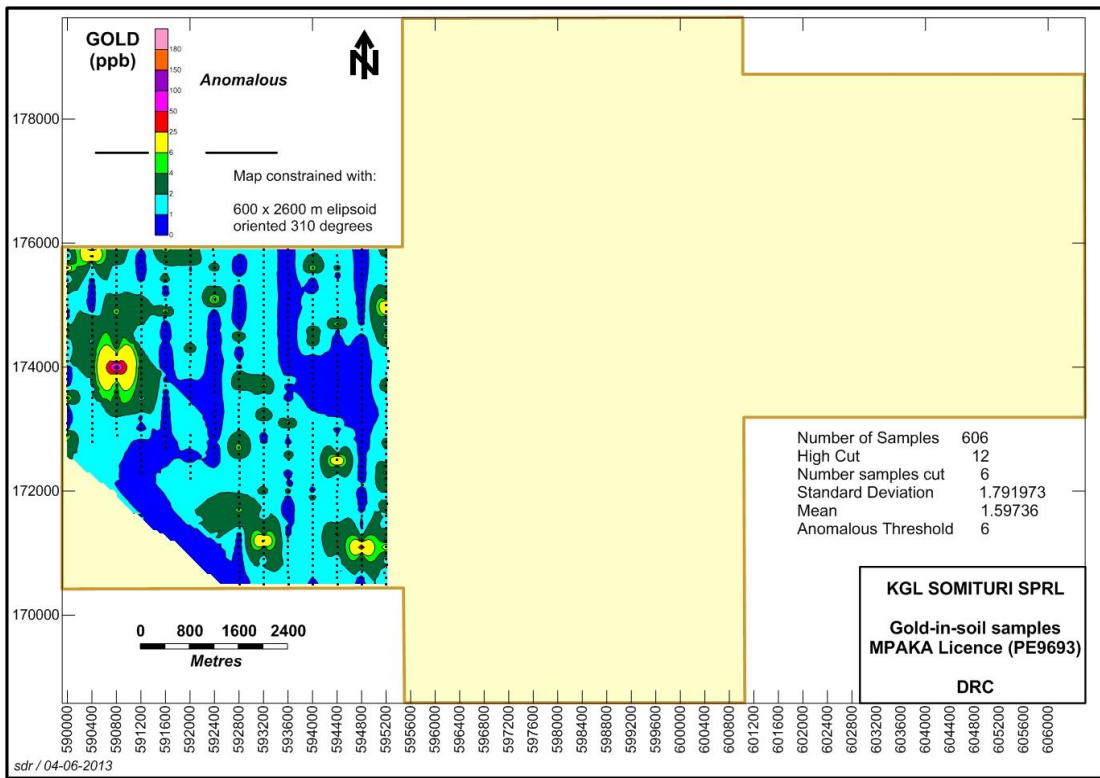 GOLD
(ppb)
180
150
100
50
25
6
4
2
1
0
Anomalous
N
Map constrained with:
600 x 2600 m elipsoid
oriented 310 degrees
178000
176000
174000
172000
170000
Number of Samples 606
High Cut 12
Number samples cut 6
Standard Deviation 1.791973
Mean 1.59736
Anomalous Threshold 6
0 800 1600 2400
Metres
KGL SOMITURI SPRL
Gold-in-soil samples
MPAKA Licence (PE9693)
DRC
590000 590400 590800 591200 591600 592000 592400 592800 593200 593600 594000 594400 594800 595200 595600 596000 596400 596800 597200 597600 598000 598400 598800 599200 599600 600000 600400 600800 601200 601600 602000 602400 602800 603200 603600 604000 604400 604800 605200 605600 606000
sdr / 04-06-2013